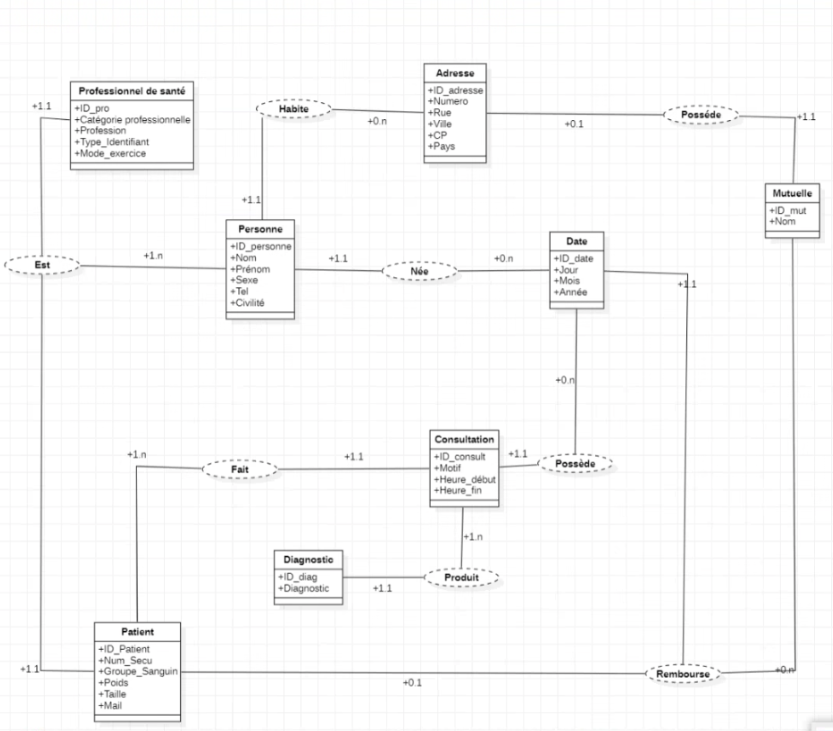 Adresse
+ID_adresse
+Numero
+Rue
+Ville
+CP
+Pays
Professionnel de santé
+ID_pro
+Catégorie professionnelle
+Profession
+Type_Identifiant
+Mode_exercice
+1.1
Habite
+0.n
+0.1
Posséde
+1.1
Mutuelle
+ID_mut
+Nom
+1.1
Personne
+ID_personne
+Nom
+Prénom
+Sexe
+Tel
+Civilité
Est
+1.n
+1.1
Née
+0.n
Date
+ID_date
+Jour
+Mois
+Année
+1.1
+0.n
Consultation
+ID_consult
+Motif
+Heure_début
+Heure_fin
+1.n
Fait
+1.1
+1.1
Possède
+1.n
Diagnostic
+ID_diag
+Diagnostic
+1.1
Produit
Patient
+ID_Patient
+Num_Secu
+Groupe_Sanguin
+Poids
+Taille
+Mail
+1.1
+0.1
Rembourse
+0.n